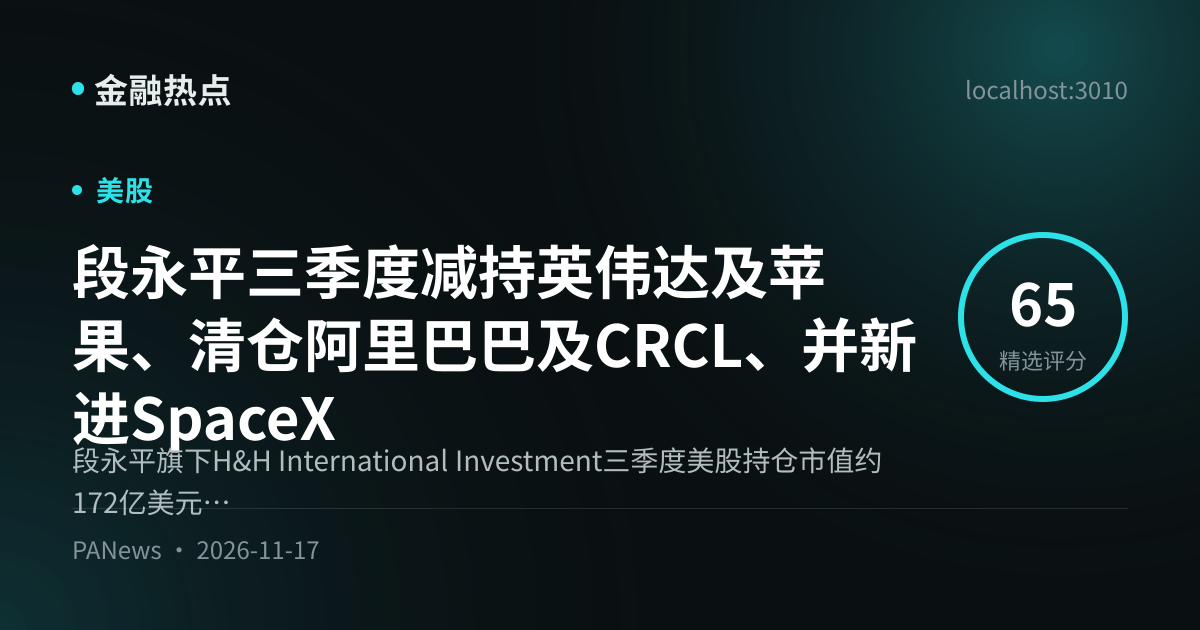 金融热点
localhost:3010
美股
段永平三季度减持英伟达及苹
果、清仓阿里巴巴及CRCL、并新
进SpaceX
65
精选评分
段永平旗下H&H International Investment三季度美股持仓市值约
172亿美元…
PANews • 2026-11-17